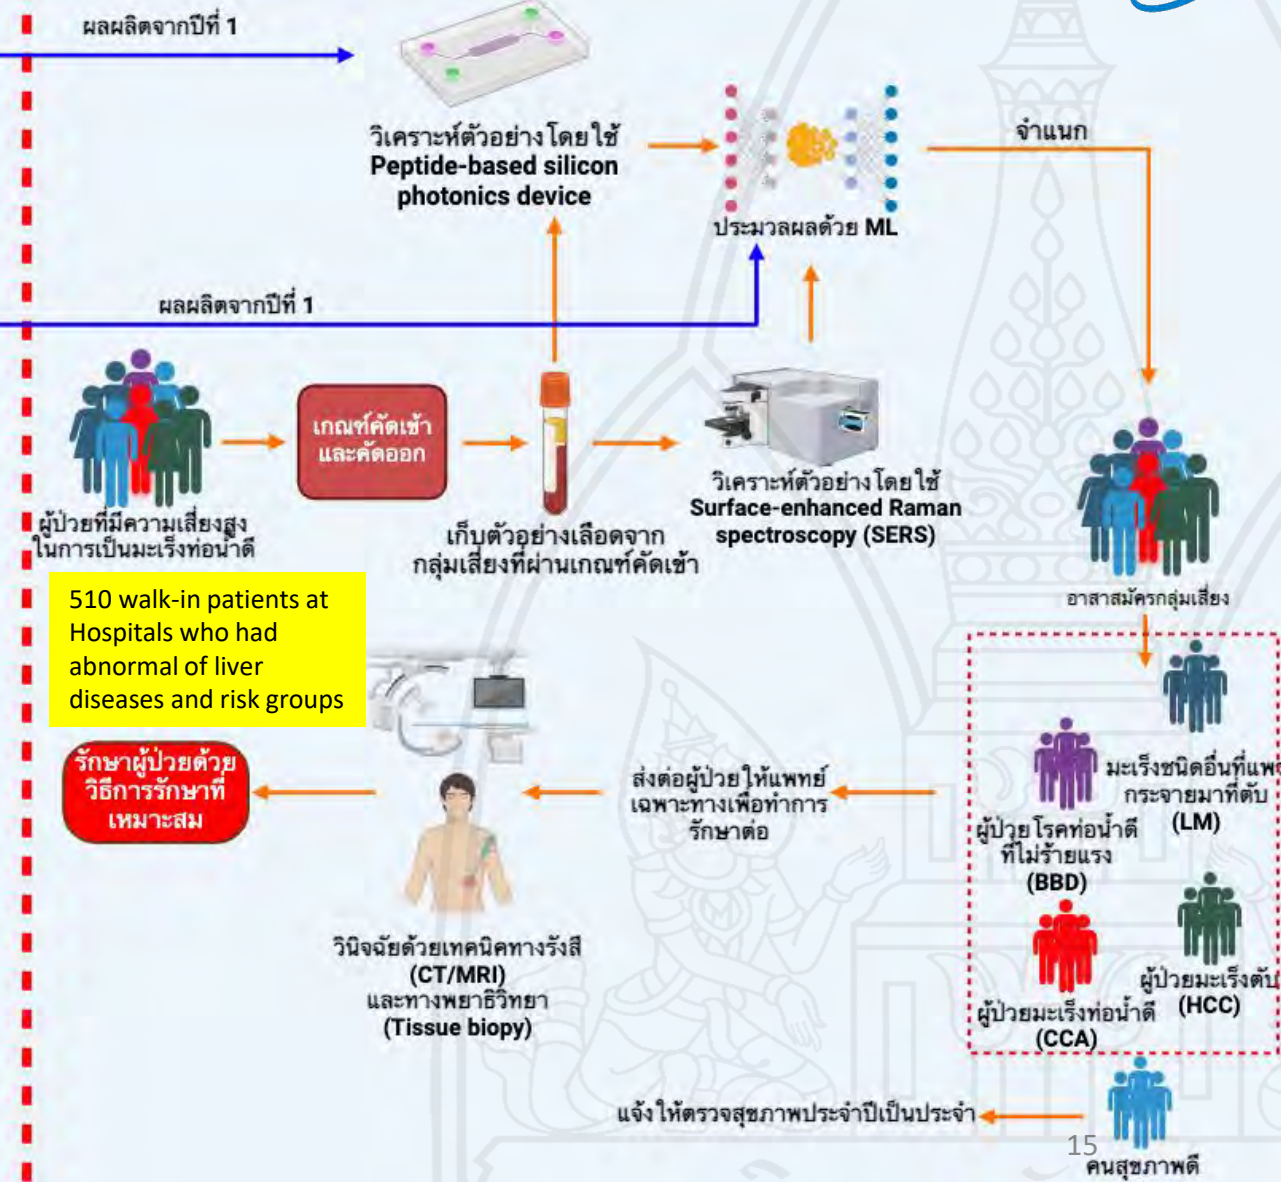 ผลผลิตจากปีที่ 1
วิเคราะห์ตัวอย่างโดยใช้
Peptide-based silicon
photonics device
ประมวลผลด้วย ML
จำแนก
ผลผลิตจากปีที่ 1
ผู้ป่วยที่มีความเสี่ยงสูง
ในการเป็นมะเร็งท่อน้ำดี
เกณฑ์คัดเข้า
และคัดออก
เก็บตัวอย่างเลือดจาก
กลุ่มเสี่ยงที่ผ่านเกณฑ์คัดเข้า
วิเคราะห์ตัวอย่างโดยใช้
Surface-enhanced Raman
spectroscopy (SERS)
อาสาสมัครกลุ่มเสี่ยง
510 walk-in patients at
Hospitals who had
abnormal of liver
diseases and risk groups
มะเร็งชนิดอื่นที่แพร่
กระจายมาที่ตับ
(LM)
ผู้ป่วยโรคท่อน้ำดี
ที่ไม่ร้ายแรง
(BBD)
ผู้ป่วยมะเร็งตับ
(HCC)
ผู้ป่วยมะเร็งท่อน้ำดี
(CCA)
ส่งต่อผู้ป่วยให้แพทย์
เฉพาะทางเพื่อทำการ
รักษาต่อ
วินิจฉัยด้วยเทคนิคทางรังสี
(CT/MRI)
และทางพยาธิวิทยา
(Tissue biopy)
รักษาผู้ป่วยด้วย
วิธีการรักษาที่
เหมาะสม
แจ้งให้ตรวจสุขภาพประจำปีเป็นประจำ
คนสุขภาพดี
15